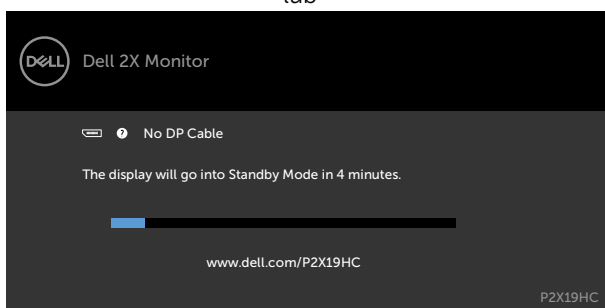 DELL
Dell 2X Monitor
? No DP Cable
The display will go into Standby Mode in 4 minutes.
www.dell.com/P2X19HC
P2X19HC